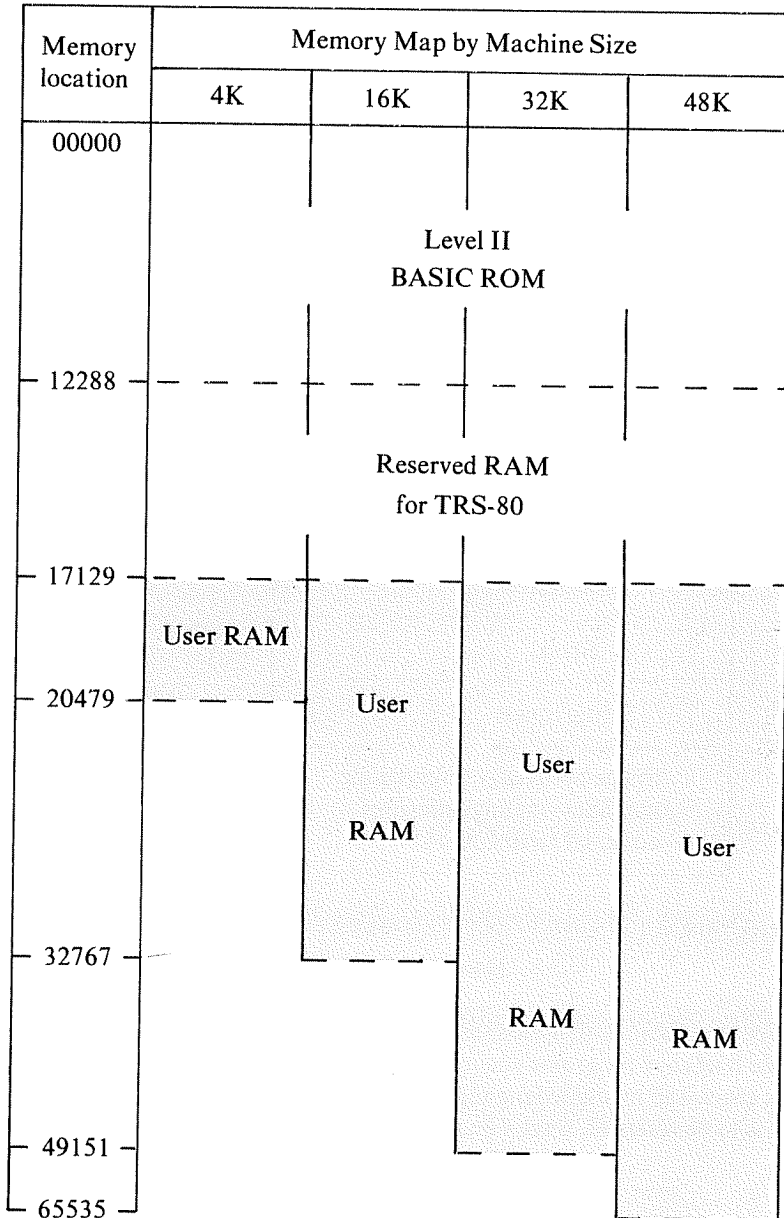 Memory
location
Memory Map by Machine Size
4K 16K 32K 48K
00000
Level II
BASIC ROM
12288
Reserved RAM
for TRS-80
17129
User RAM
20479
User
User
RAM
User
32767
RAM
RAM
49151
65535